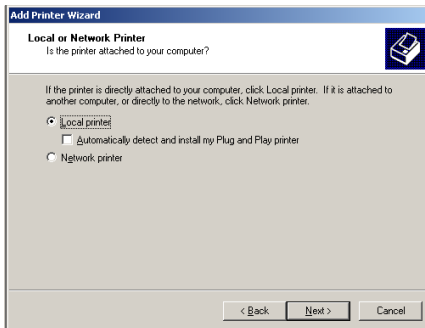 Add Printer Wizard
Local or Network Printer
Is the printer attached to your computer?
If the printer is directly attached to your computer, click Local printer. If it is attached to
another computer, or directly to the network, click Network printer.
Local printer
Automatically detect and install my Plug and Play printer
Network printer
< Back
Next >
Cancel